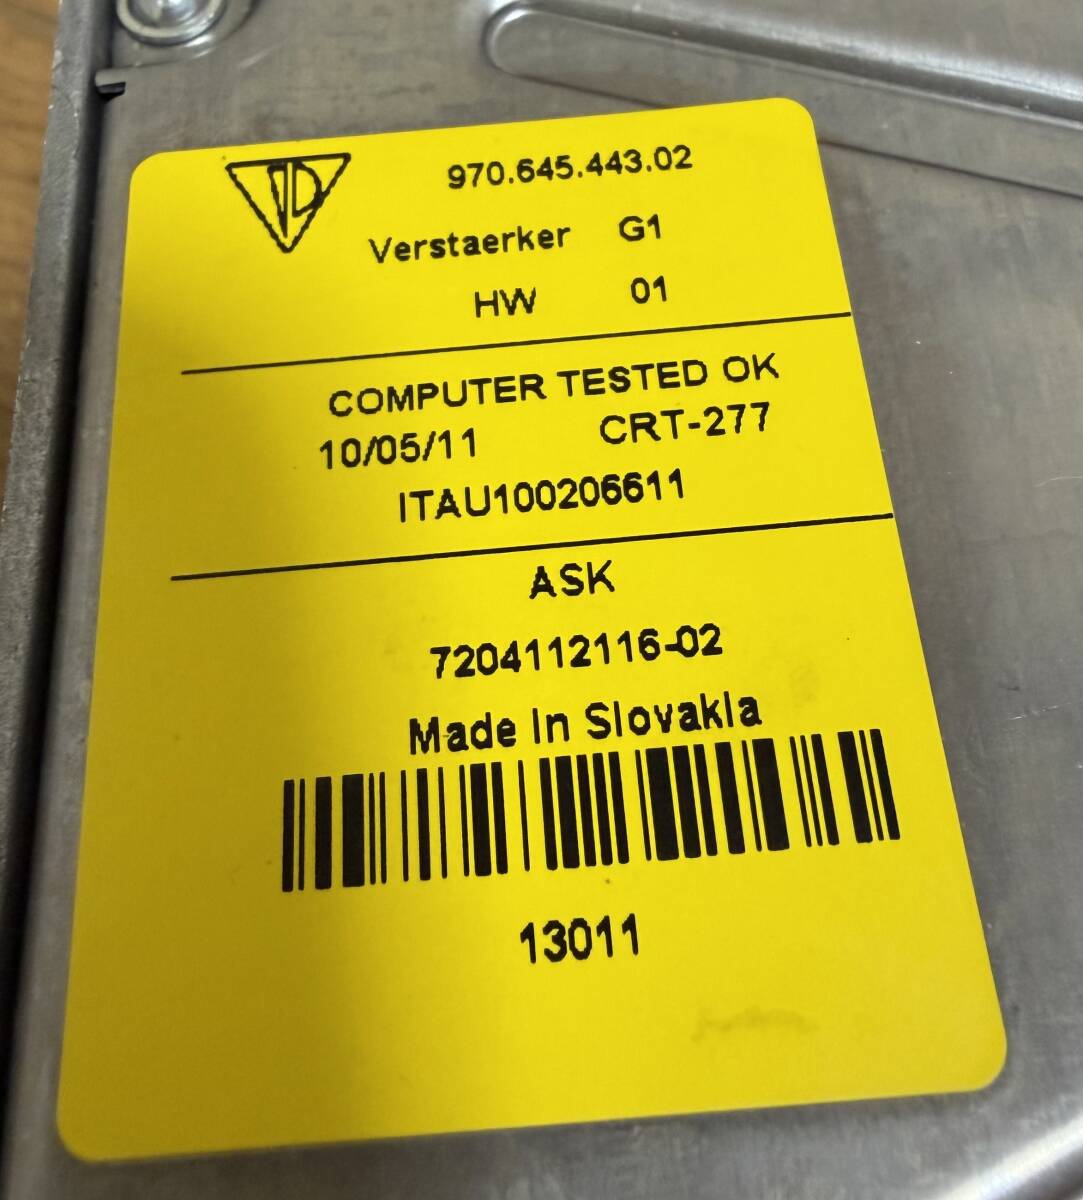 970.645.443.02
Verstaerker G1
HW 01
COMPUTER TESTED OK
10/05/11 CRT-277
ITAU100206611
ASK
7204112116-02
Made In Slovakia
13011